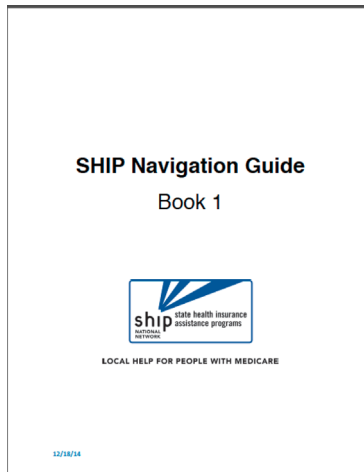 SHIP Navigation Guide
Book 1
ship state health insurance
assistance programs
NATIONAL
NETWORK
LOCAL HELP FOR PEOPLE WITH MEDICARE
12/18/14